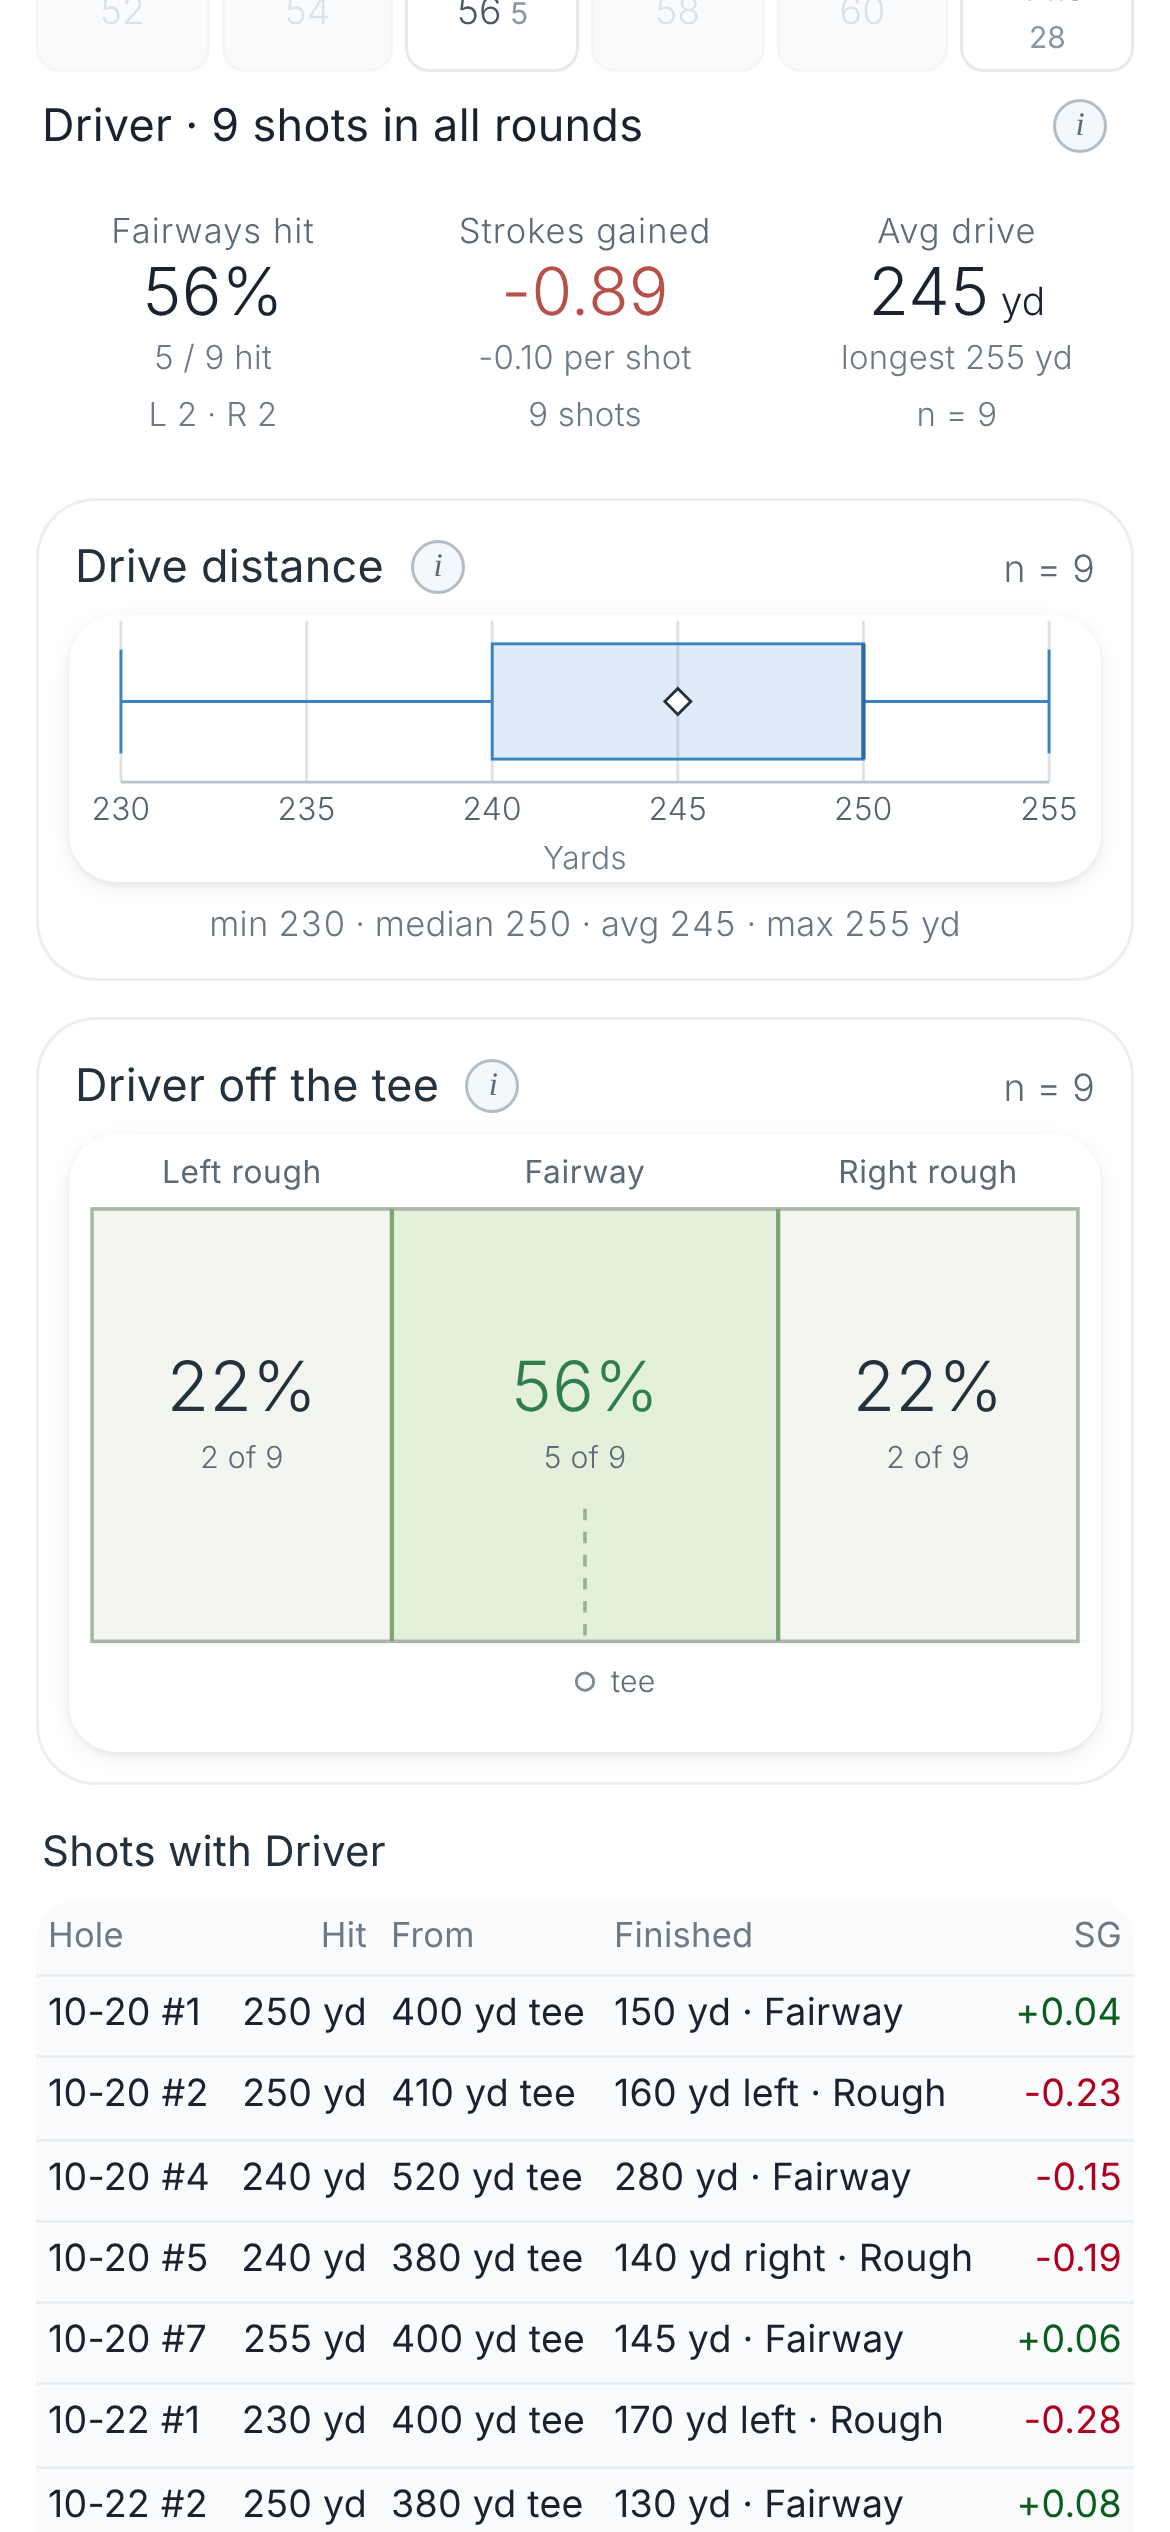 52 54 56 5 58 60
28
Driver · 9 shots in all rounds i
Fairways hit Strokes gained Avg drive
56% -0.89 245 yd
5 / 9 hit -0.10 per shot longest 255 yd
L 2 · R 2 9 shots n = 9
Drive distance i n = 9
230 235 240 245 250 255
Yards
min 230 · median 250 · avg 245 · max 255 yd
Driver off the tee i n = 9
Left rough Fairway Right rough
22% 56% 22%
2 of 9 5 of 9 2 of 9
tee
Shots with Driver
Hole Hit From Finished SG
10-20 #1 250 yd 400 yd tee 150 yd · Fairway +0.04
10-20 #2 250 yd 410 yd tee 160 yd left · Rough -0.23
10-20 #4 240 yd 520 yd tee 280 yd · Fairway -0.15
10-20 #5 240 yd 380 yd tee 140 yd right · Rough -0.19
10-20 #7 255 yd 400 yd tee 145 yd · Fairway +0.06
10-22 #1 230 yd 400 yd tee 170 yd left · Rough -0.28
10-22 #2 250 yd 380 yd tee 130 yd · Fairway +0.08